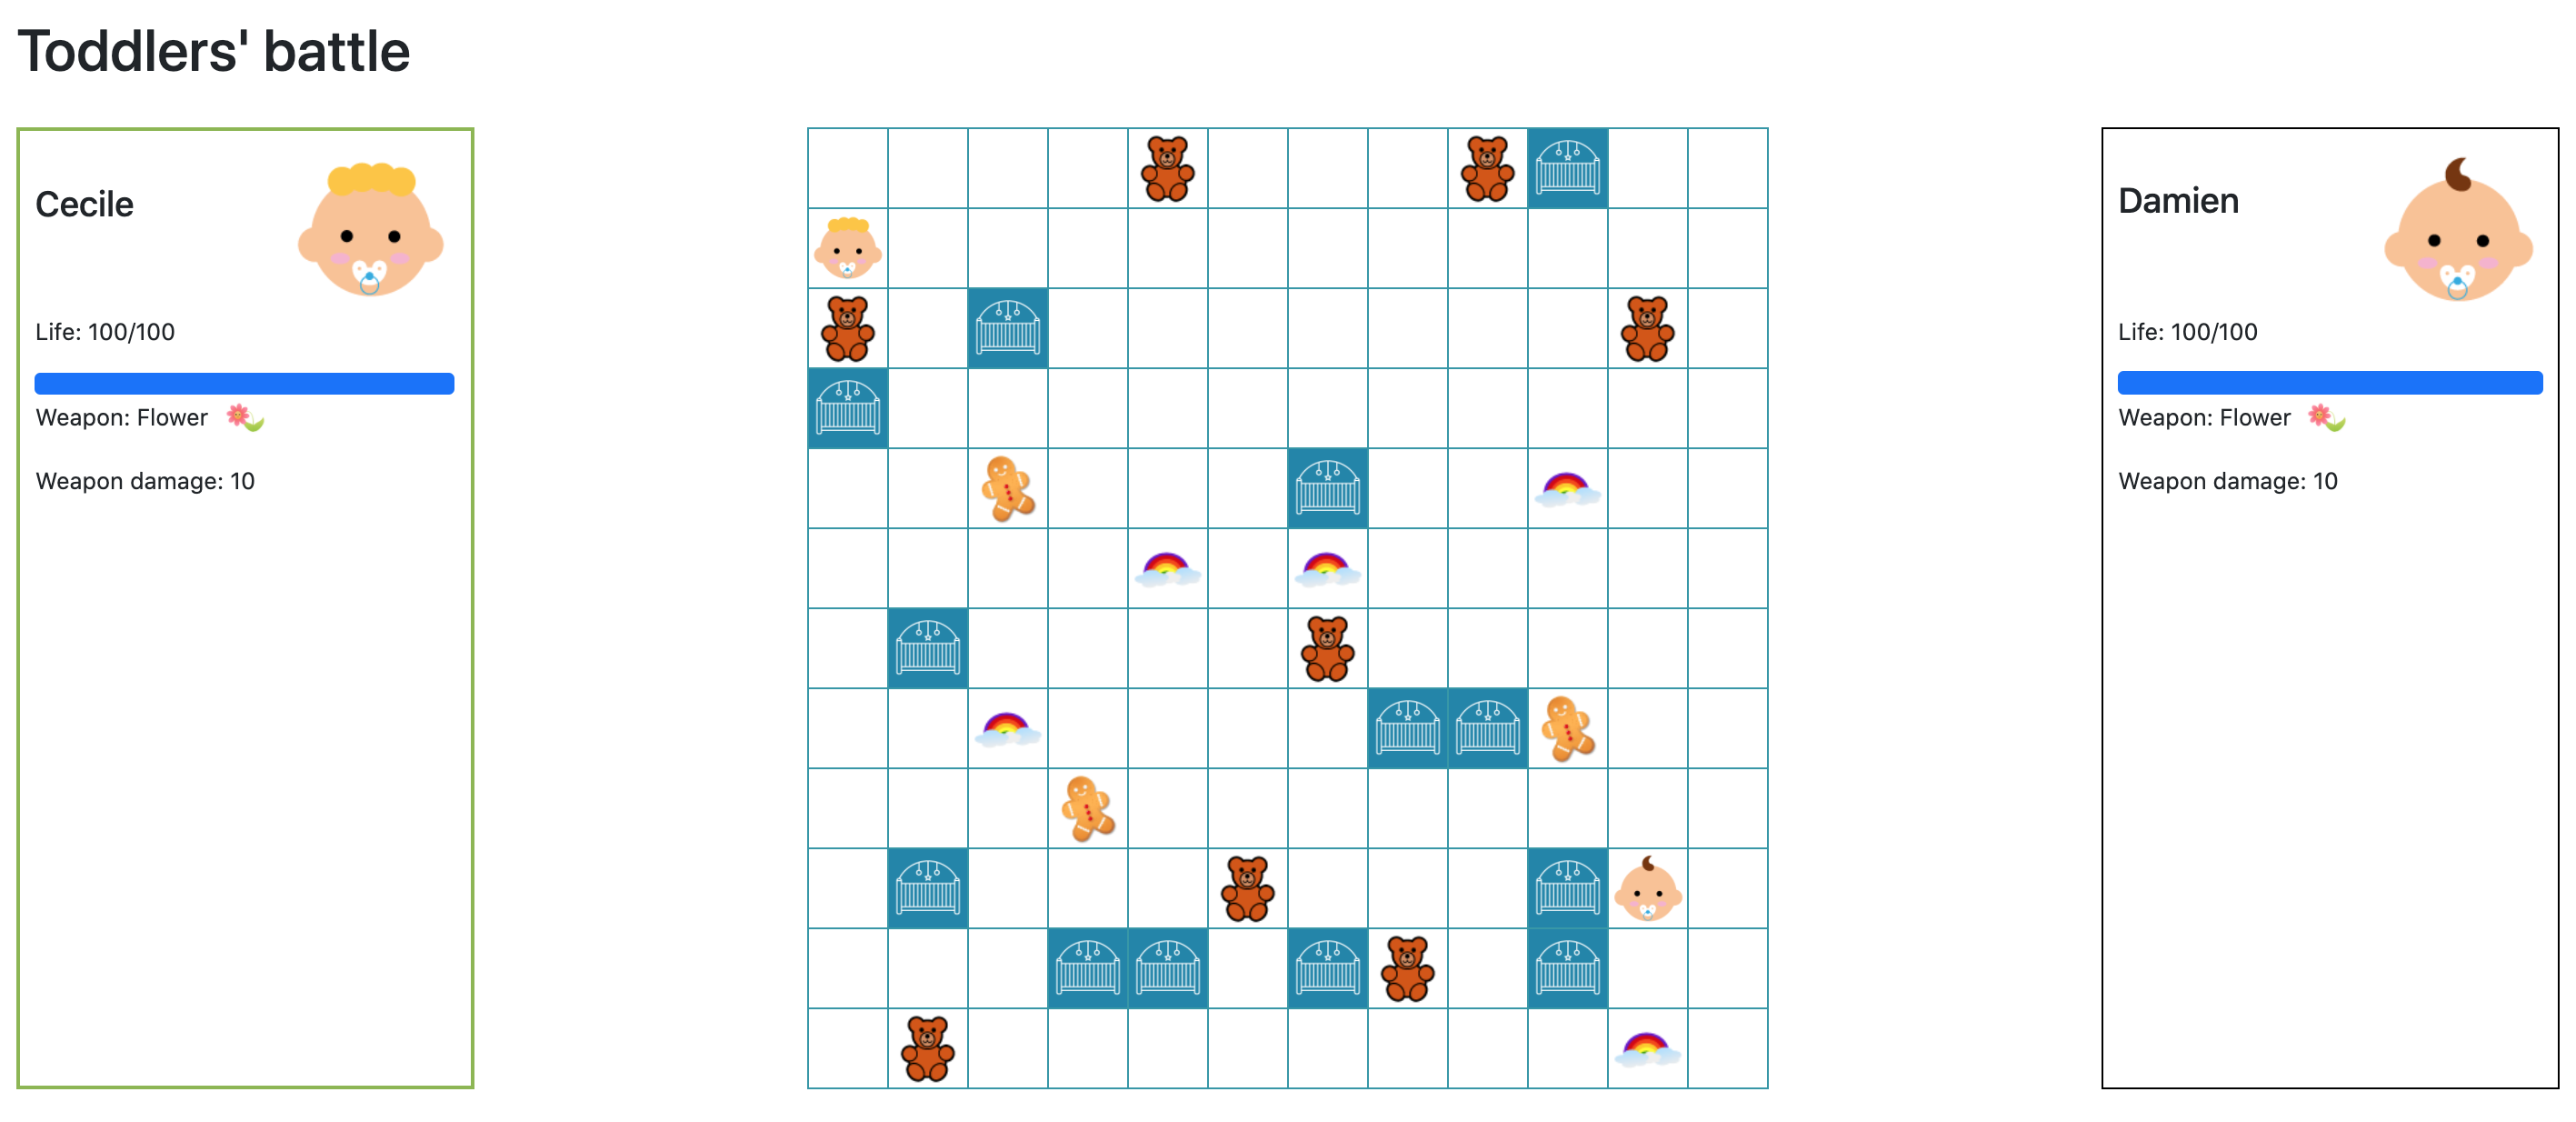 Toddlers' battle
Cecile
Life: 100/100
Weapon: Flower
Weapon damage: 10
Damien
Life: 100/100
Weapon: Flower
Weapon damage: 10